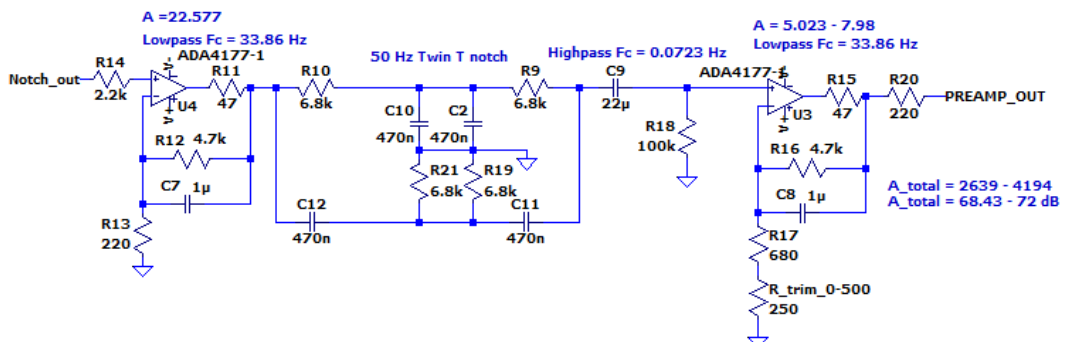 A =22.577
Lowpass Fc = 33.86 Hz
ADA4177-1
R14
Notch_out
2.2k
U4
R11
47
R12
4.7k
C7
1µ
R13
220
R10
6.8k
50 Hz Twin T notch
C10
470n
C2
470n
R21
6.8k
R19
6.8k
C12
470n
C11
470n
R9
6.8k
Highpass Fc = 0.0723 Hz
C9
22µ
R18
100k
A = 5.023 - 7.98
Lowpass Fc = 33.86 Hz
ADA4177-1
U3
R15
47
R20
220
PREAMP_OUT
R16
4.7k
C8
1µ
R17
680
R_trim_0-500
250
A_total = 2639 - 4194
A_total = 68.43 - 72 dB